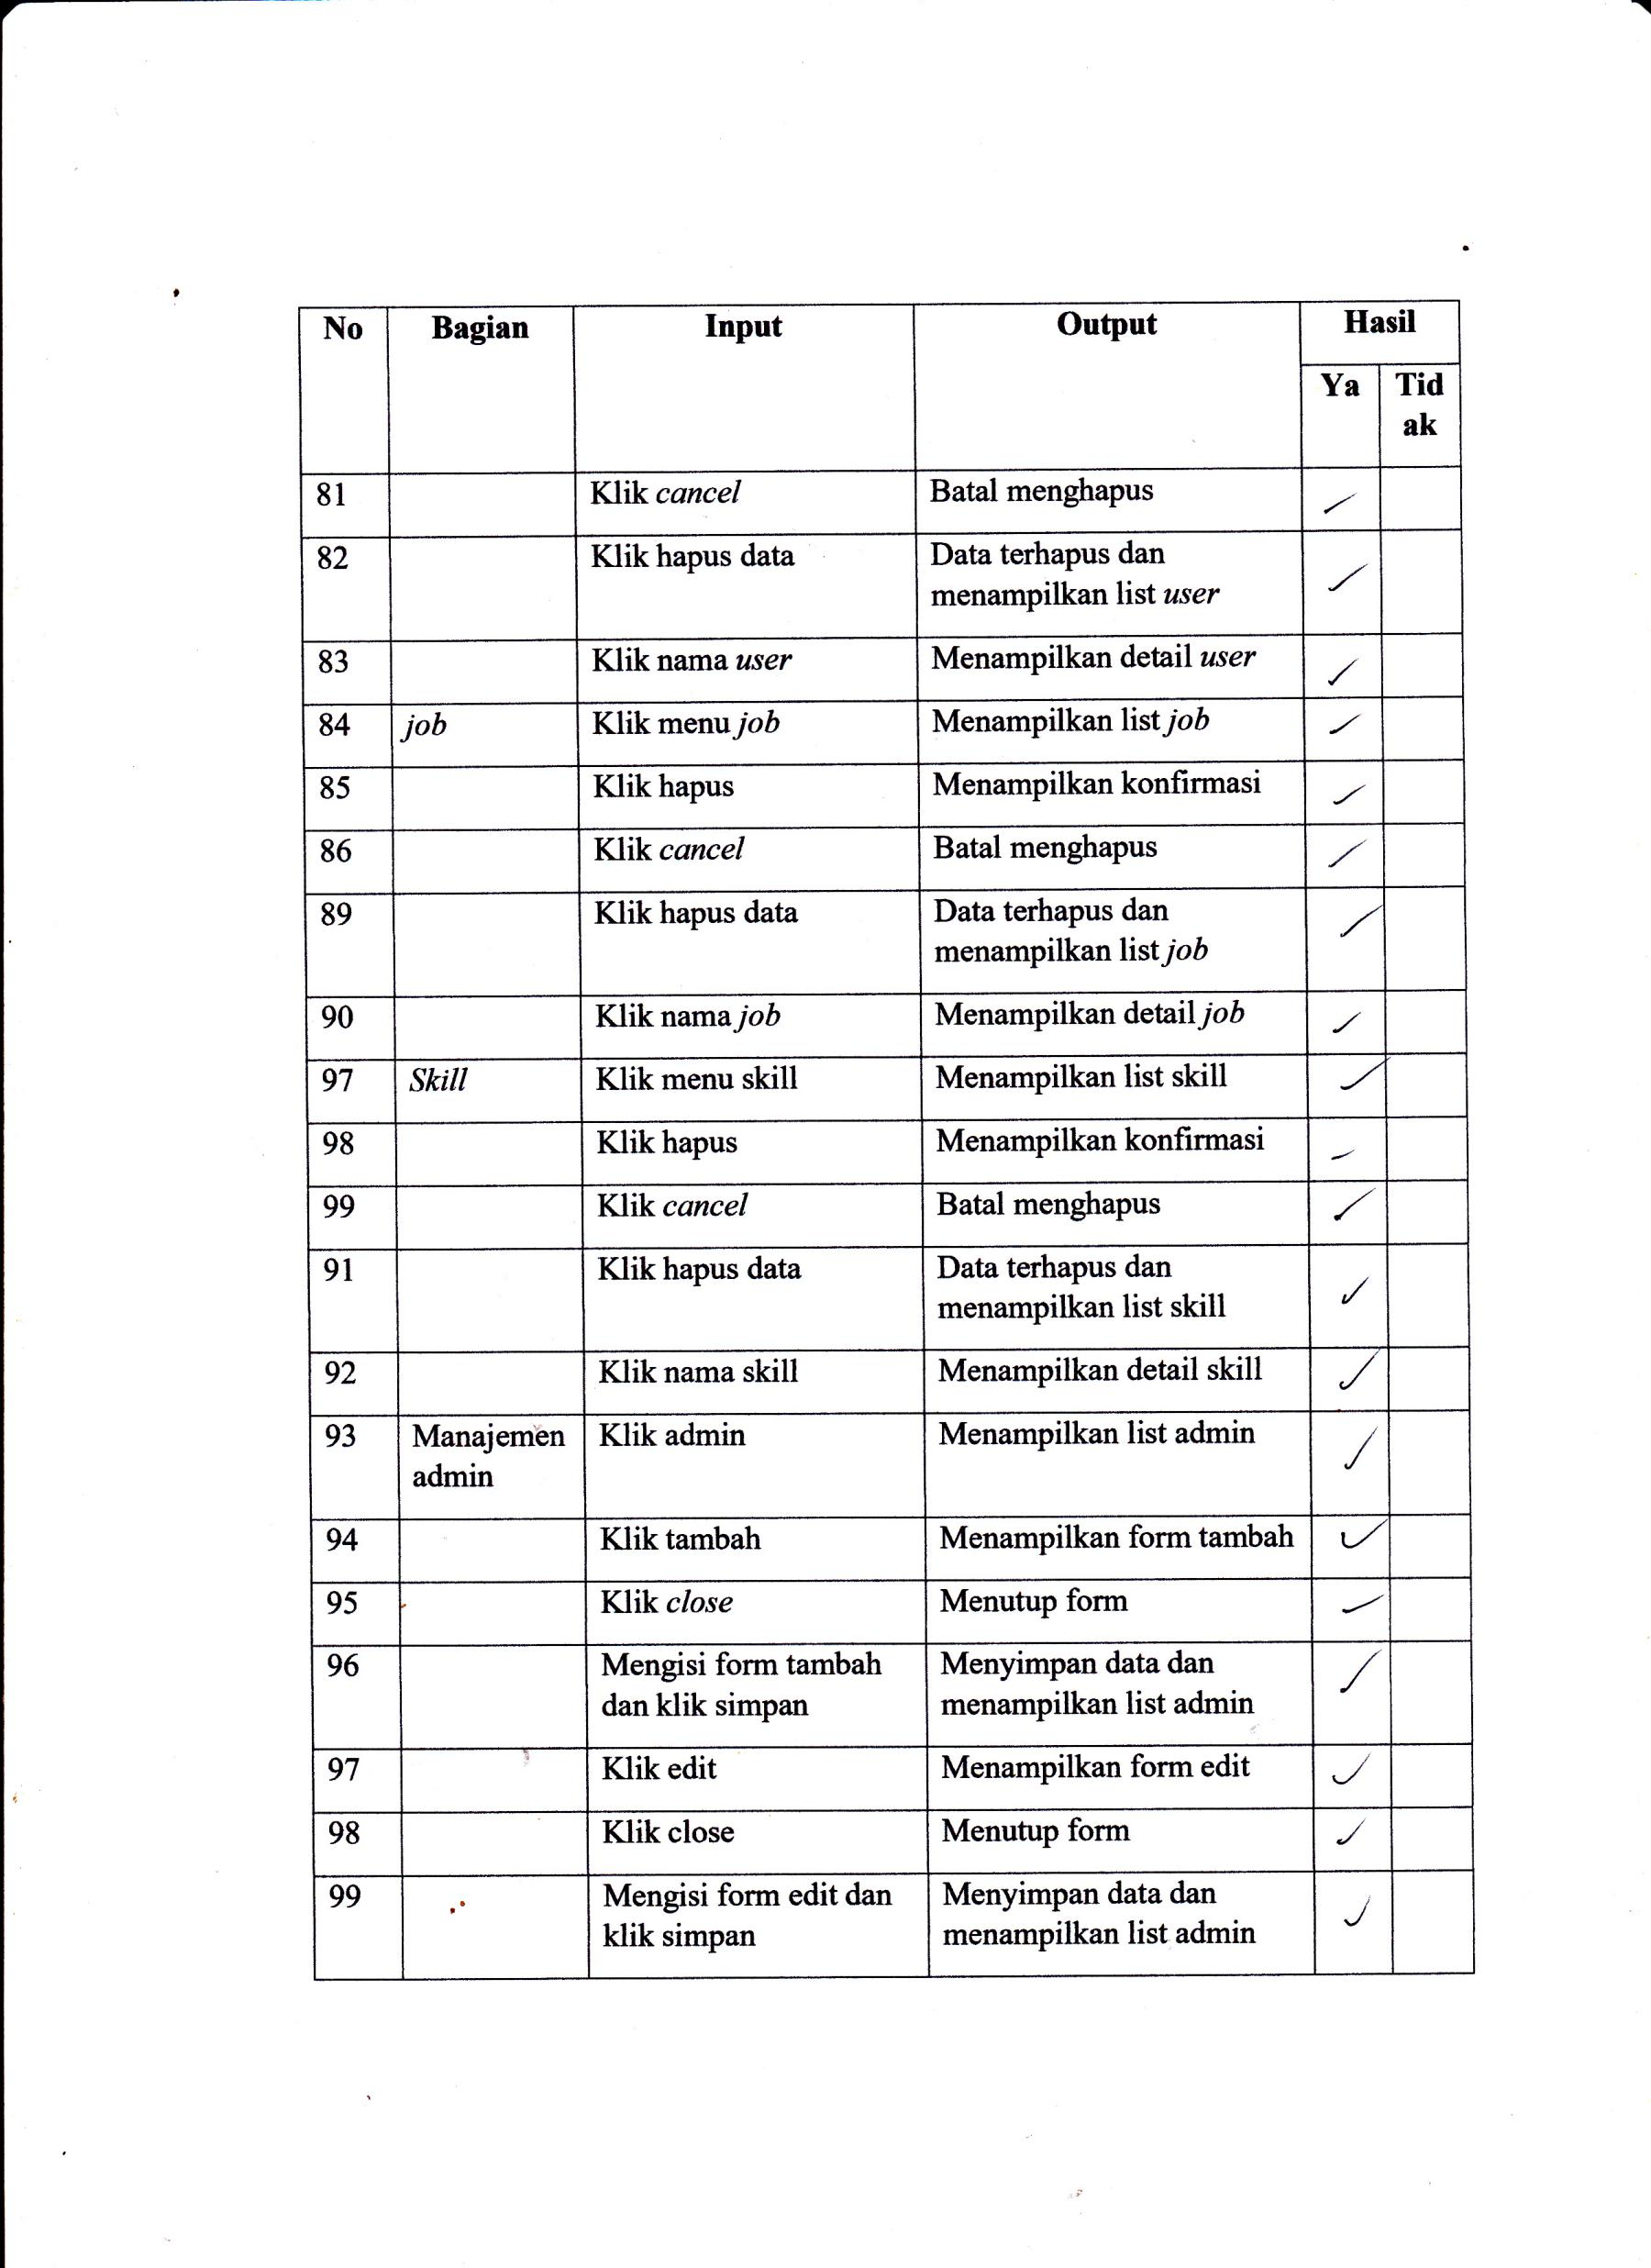 No Bagian Input Output Hasil
Ya Tid
ak
81 Klik cancel Batal menghapus ✓
82 Klik hapus data Data terhapus dan ✓
menampilkan list user
83 Klik nama user Menampilkan detail user ✓
84 job Klik menu job Menampilkan list job ✓
85 Klik hapus Menampilkan konfirmasi ✓
86 Klik cancel Batal menghapus ✓
89 Klik hapus data Data terhapus dan ✓
menampilkan list job
90 Klik nama job Menampilkan detail job ✓
97 Skill Klik menu skill Menampilkan list skill ✓
98 Klik hapus Menampilkan konfirmasi ✓
99 Klik cancel Batal menghapus ✓
91 Klik hapus data Data terhapus dan ✓
menampilkan list skill
92 Klik nama skill Menampilkan detail skill ✓
93 Manajemen Klik admin Menampilkan list admin ✓
admin
94 Klik tambah Menampilkan form tambah ✓
95 Klik close Menutup form ✓
96 Mengisi form tambah Menyimpan data dan ✓
dan klik simpan menampilkan list admin
97 Klik edit Menampilkan form edit ✓
98 Klik close Menutup form ✓
99 Mengisi form edit dan Menyimpan data dan ✓
klik simpan menampilkan list admin